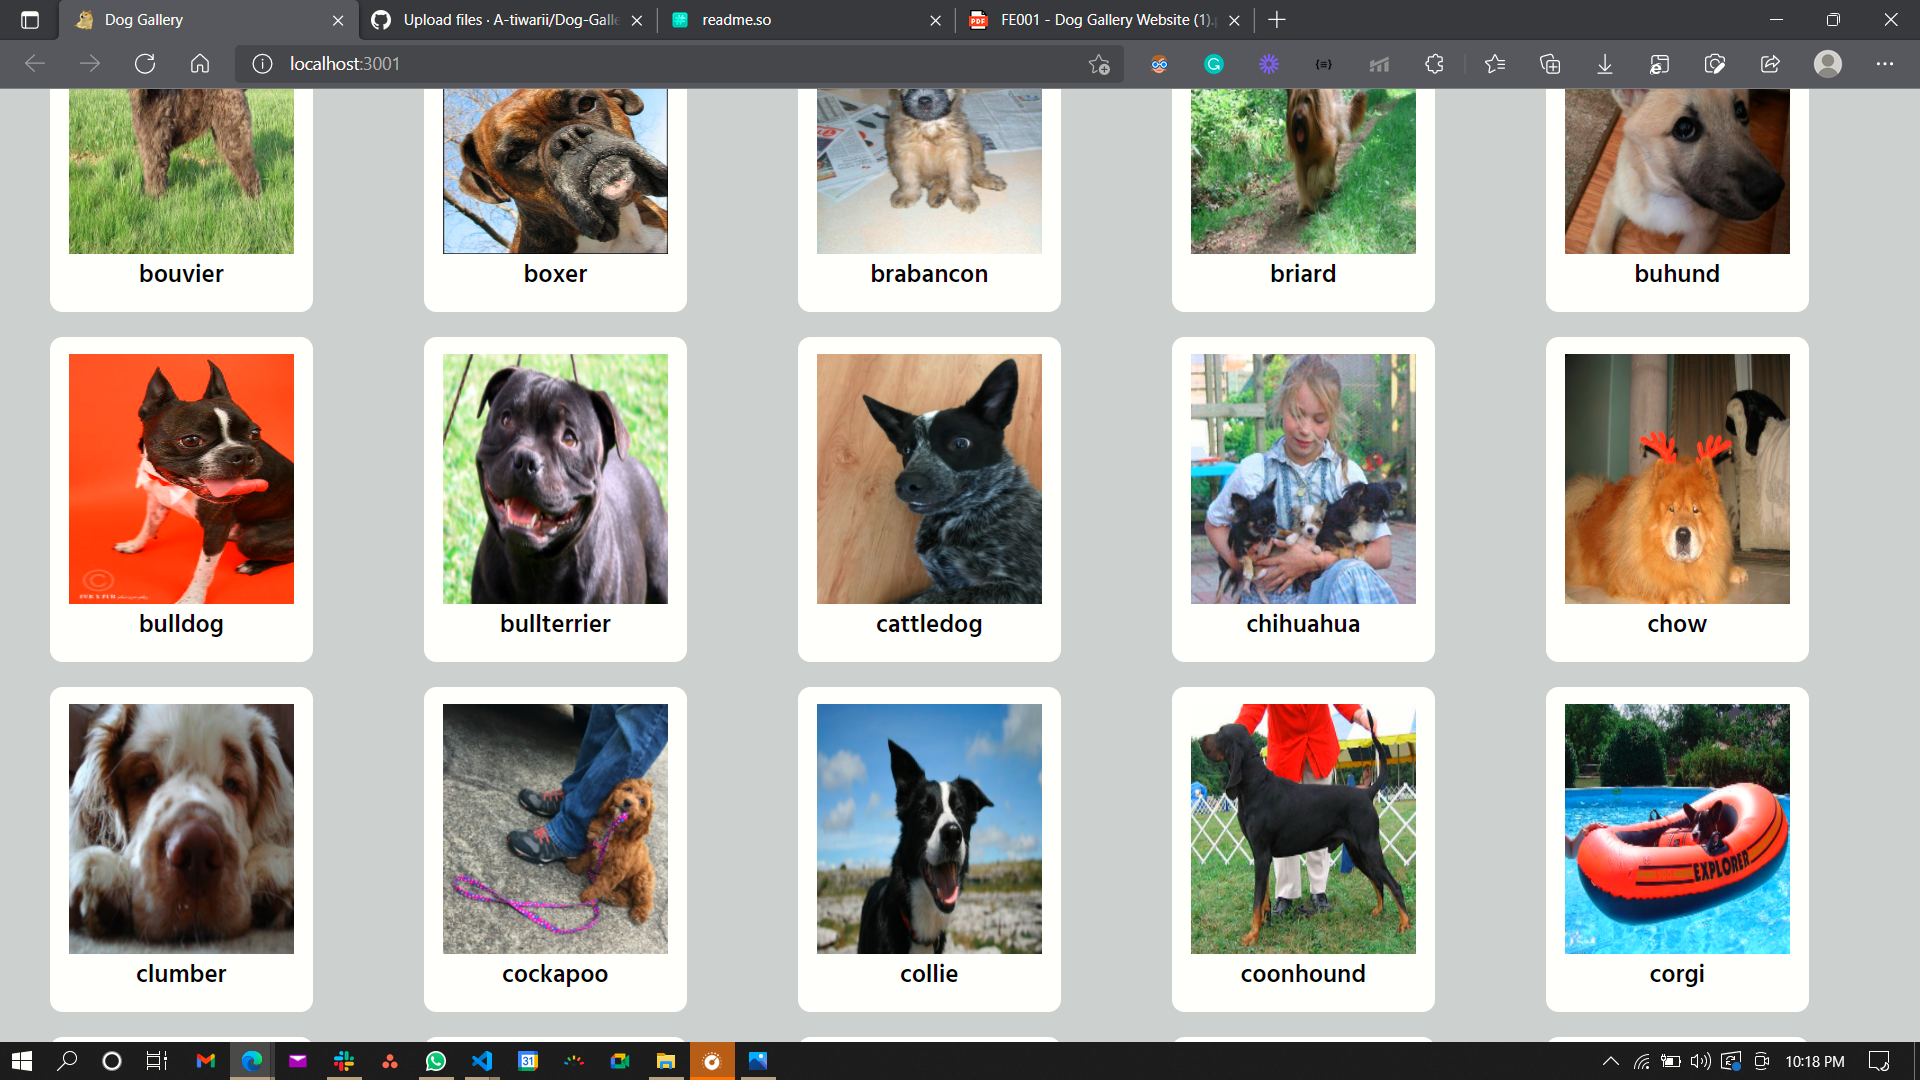 Dog Gallery
Upload files · A-tiwarii/Dog-Galle
readme.so
FE001 - Dog Gallery Website (1).p
localhost:3001
bouvier
boxer
brabancon
briard
buhund
bulldog
bullterrier
cattledog
chihuahua
chow
EXPLORER
clumber
cockapoo
collie
coonhound
corgi
31
10:18 PM